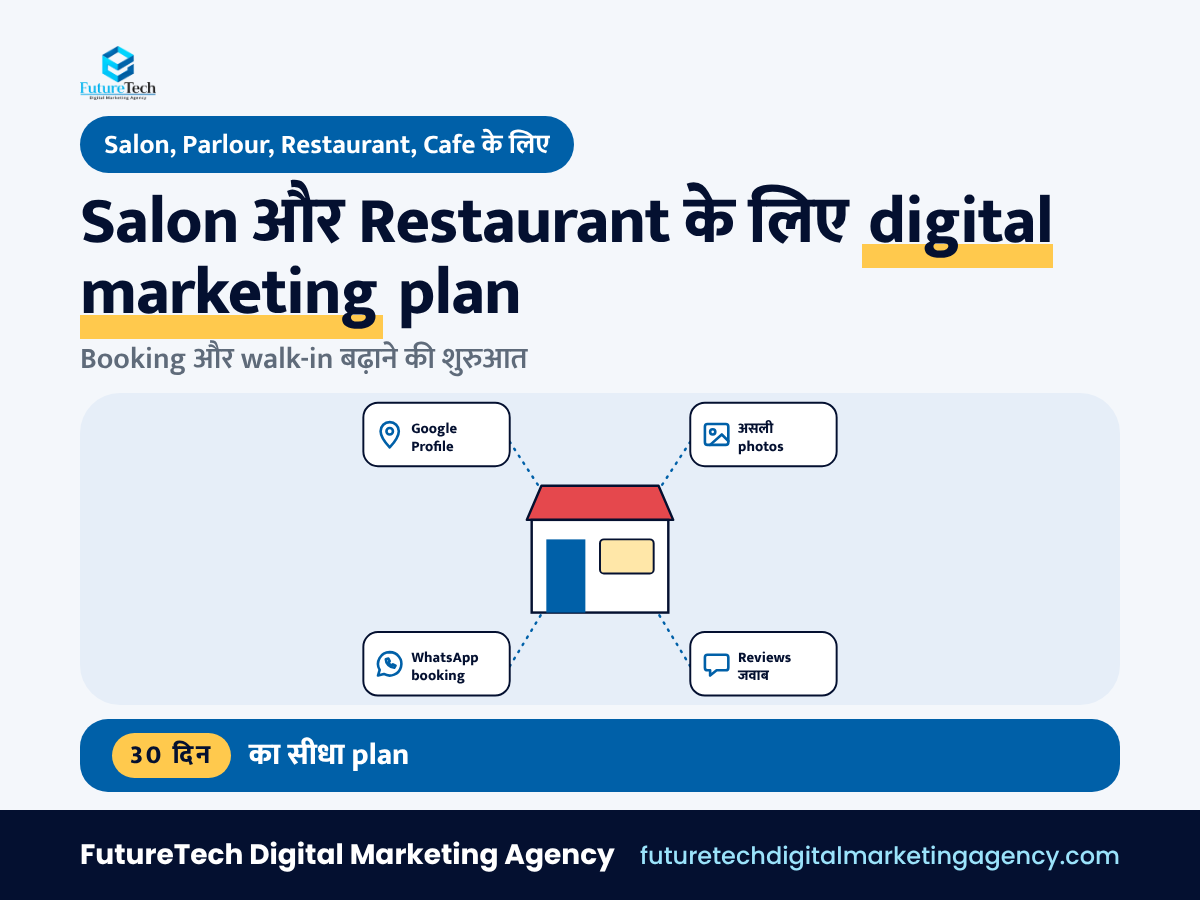 FutureTech
Digital Marketing Agency
Salon, Parlour, Restaurant, Cafe के लिए
Salon और Restaurant के लिए digital
marketing plan
Booking और walk-in बढ़ाने की शुरुआत
Google
Profile
असली
photos
WhatsApp
booking
Reviews
जवाब
30 दिन का सीधा plan
FutureTech Digital Marketing Agency futuretechdigitalmarketingagency.com